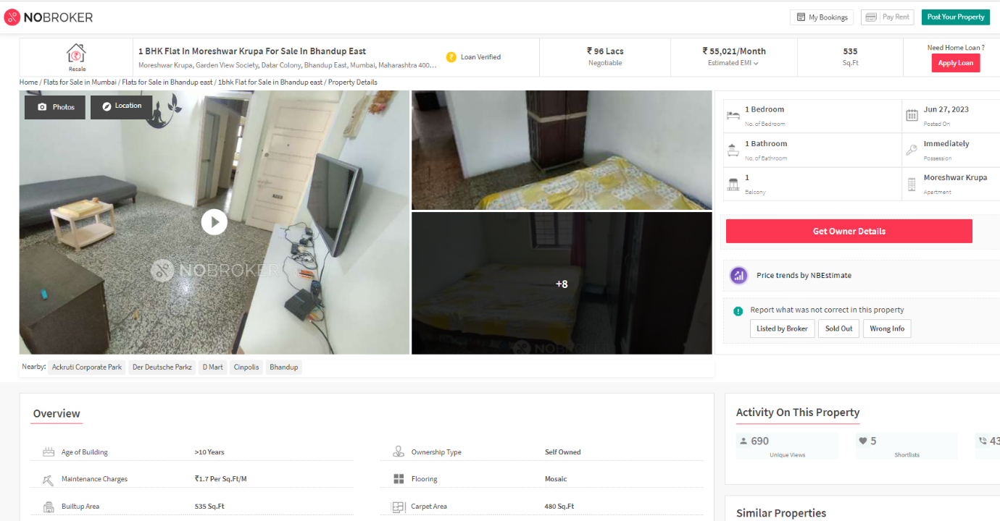 NOBROKER
My Bookings
Pay Rent
Post Your Property
Resale
1 BHK Flat In Moreshwar Krupa For Sale In Bhandup East
Moreshwar Krupa, Garden View Society, Datar Colony, Bhandup East, Mumbai, Maharashtra 400...
Loan Verified
₹ 96 Lacs
Negotiable
₹ 55,021/Month
Estimated EMI
535
Sq.Ft
Need Home Loan ?
Apply Loan
Home / Flats for Sale in Mumbai / Flats for Sale in Bhandup east / 1bhk Flat for Sale in Bhandup east / Property Details
Photos
Location
NOBROKER
+8
NOBROKER
1 Bedroom
No. of Bedroom
Jun 27, 2023
Posted On
1 Bathroom
No. of Bathroom
Immediately
Possession
1
Balcony
Moreshwar Krupa
Apartment
Get Owner Details
Price trends by NBEstimate
Report what was not correct in this property
Listed by Broker
Sold Out
Wrong Info
Nearby: Ackruti Corporate Park Der Deutsche Parkz D Mart Cinpolis Bhandup
Overview
Age of Building >10 Years
Ownership Type Self Owned
Maintenance Charges ₹1.7 Per Sq.Ft/M
Flooring Mosaic
Builtup Area 535 Sq.Ft
Carpet Area 480 Sq.Ft
Activity On This Property
690
Unique Views
5
Shortlists
43
Similar Properties